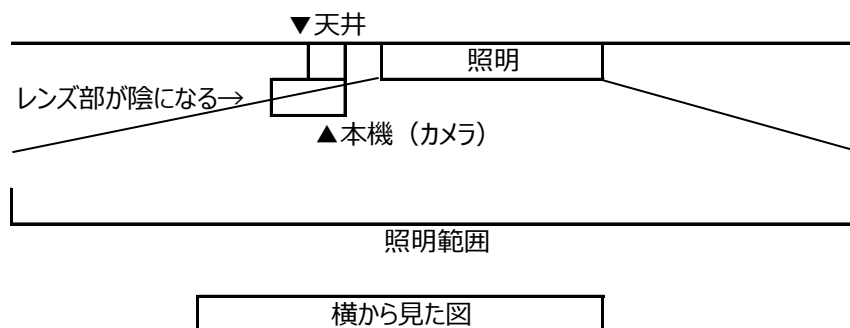 ▼天井
照明
レンズ部が陰になる→
▲本機（カメラ）
照明範囲
横から見た図